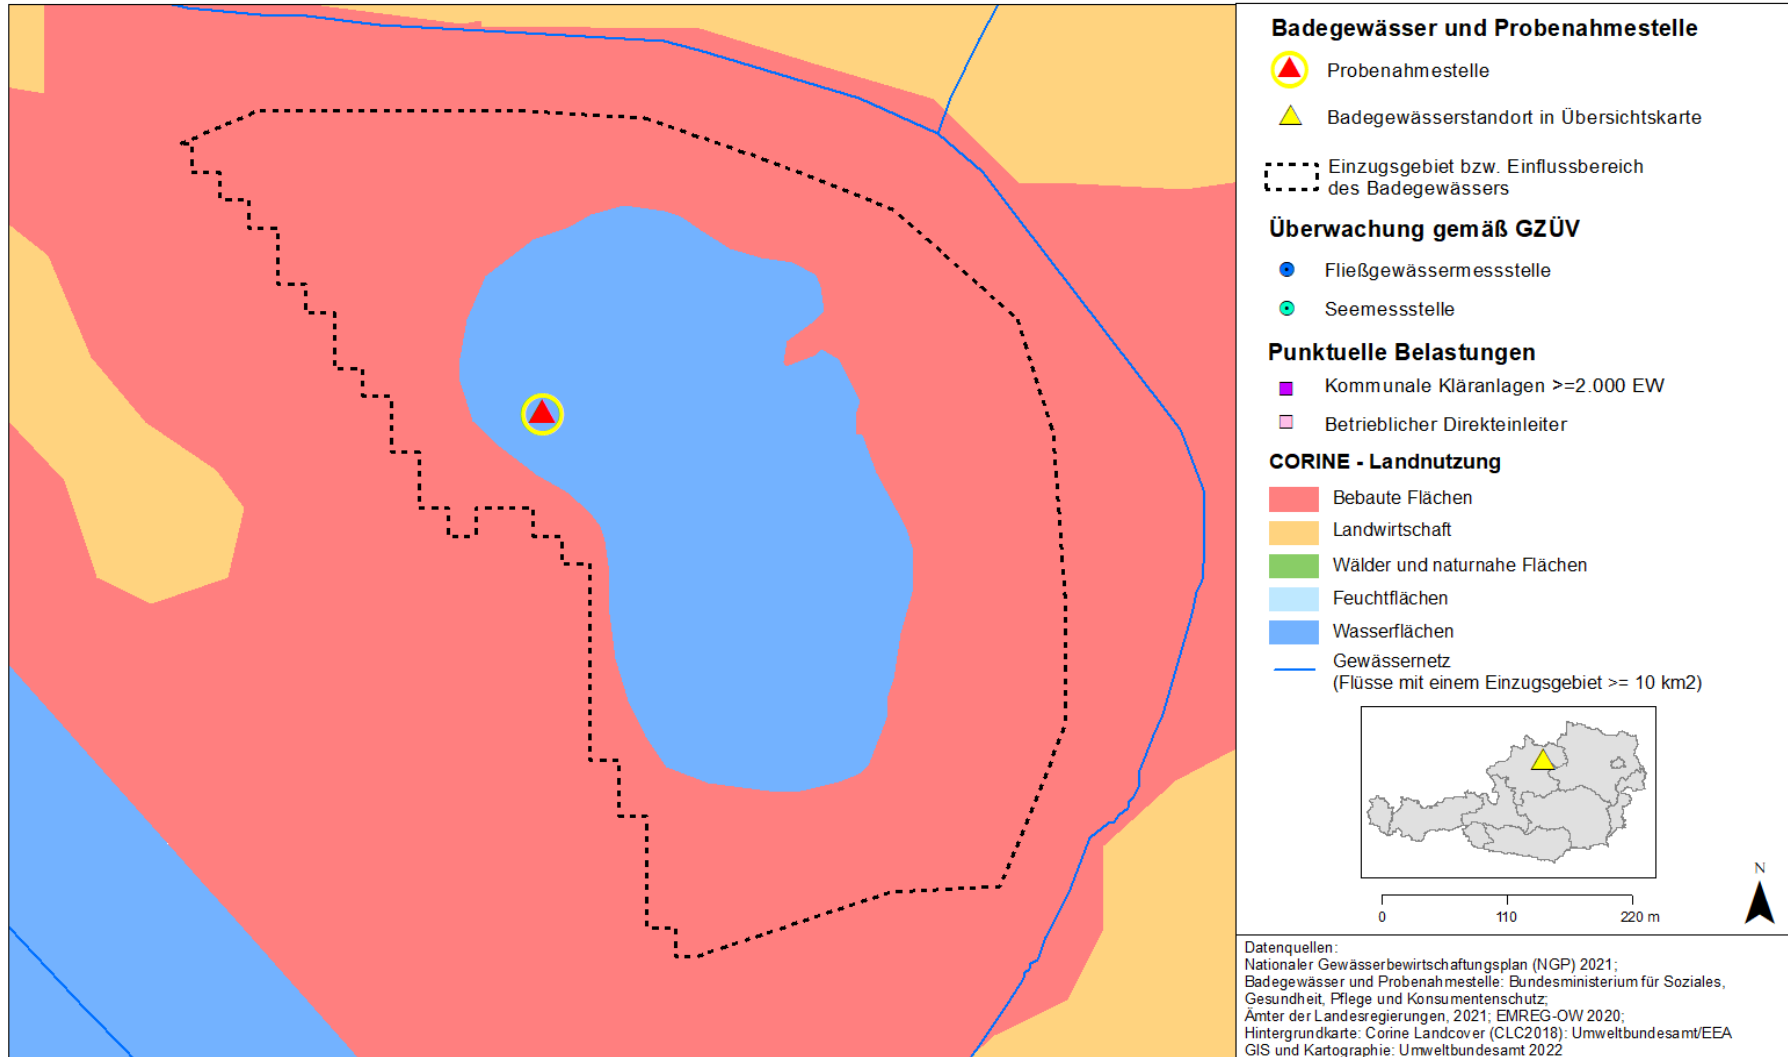 Badegewässer und Probenahmestelle
Probenahmestelle
Badegewässerstandort in Übersichtskarte
Einzugsgebiet bzw. Einflussbereich
des Badegewässers
Überwachung gemäß GZÜV
Fließgewässermessstelle
Seemessstelle
Punktuelle Belastungen
Kommunale Kläranlagen >=2.000 EW
Betrieblicher Direkteinleiter
CORINE - Landnutzung
Bebaute Flächen
Landwirtschaft
Wälder und naturnahe Flächen
Feuchtflächen
Wasserflächen
Gewässernetz
(Flüsse mit einem Einzugsgebiet >= 10 km2)
N
0 110 220 m
Datenquellen:
Nationaler Gewässerbewirtschaftungsplan (NGP) 2021;
Badegewässer und Probenahmestelle: Bundesministerium für Soziales,
Gesundheit, Pflege und Konsumentenschutz;
Ämter der Landesregierungen, 2021; EMREG-OW 2020;
Hintergrundkarte: Corine Landcover (CLC2018): Umweltbundesamt/EEA
GIS und Kartographie: Umweltbundesamt 2022